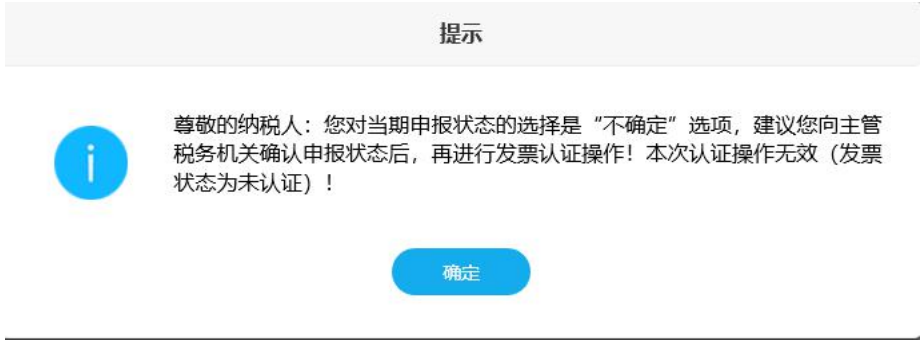 提示
尊敬的纳税人：您对当期申报状态的选择是“不确定”选项，建议您向主管
税务机关确认申报状态后，再进行发票认证操作！本次认证操作无效（发票
状态为未认证）！
确定